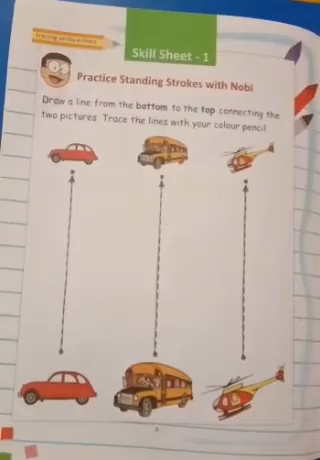 Skill Sheet - 1
Practice Standing Strokes with Nobi
Draw a line from the bottom to the top connecting the
two pictures. Trace the lines with your colour pencil.